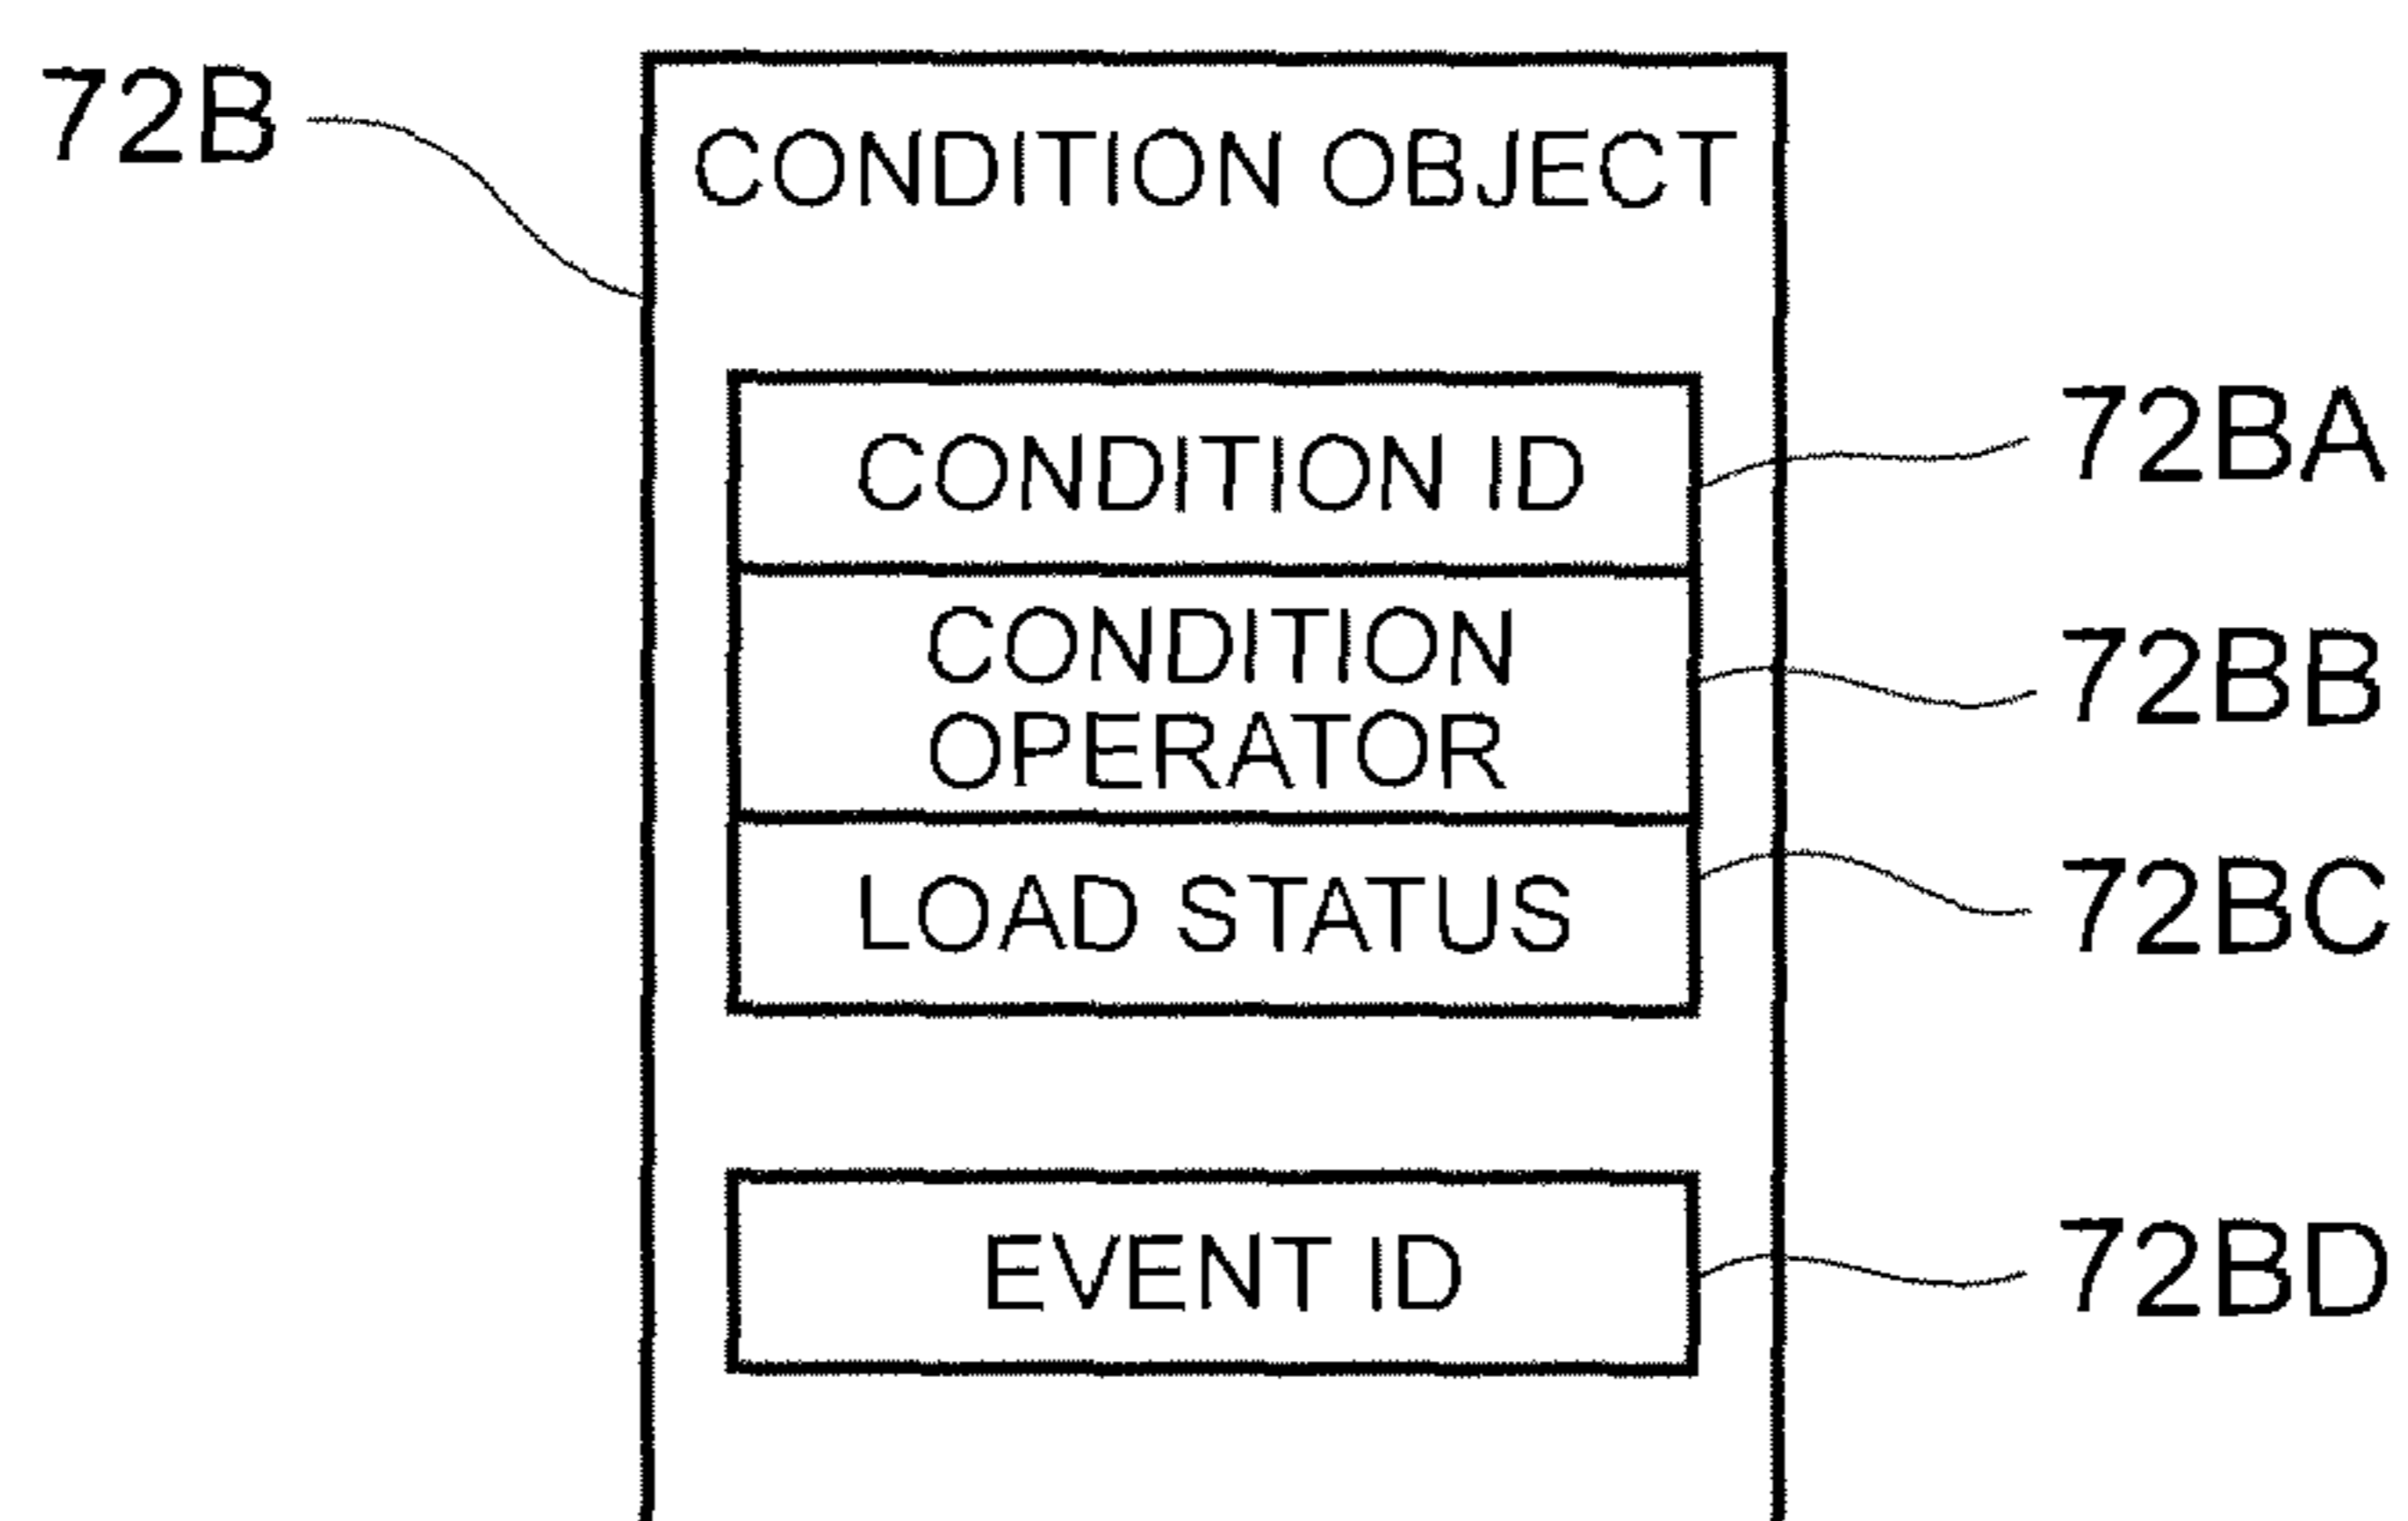 72B
CONDITION OBJECT
CONDITION ID
72BA
CONDITION
OPERATOR
72BB
LOAD STATUS
72BC
EVENT ID
72BD